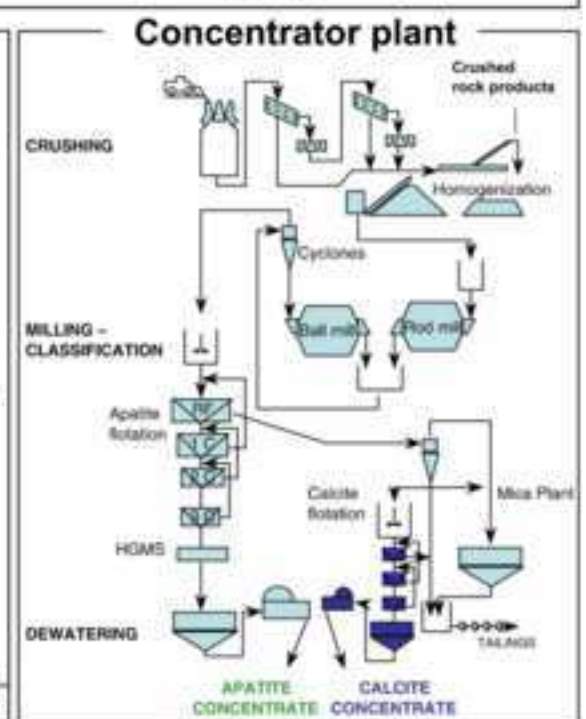 Concentrator plant
Crushed
rock products
CRUSHING
Homogenization
Cyclones
MILLING –
CLASSIFICATION
Ball mill
Rod mill
Apatite
flotation
Calcite
flotation
Mica Plant
HGMS
DEWATERING
TAILINGS
APATITE
CONCENTRATE
CALCITE
CONCENTRATE